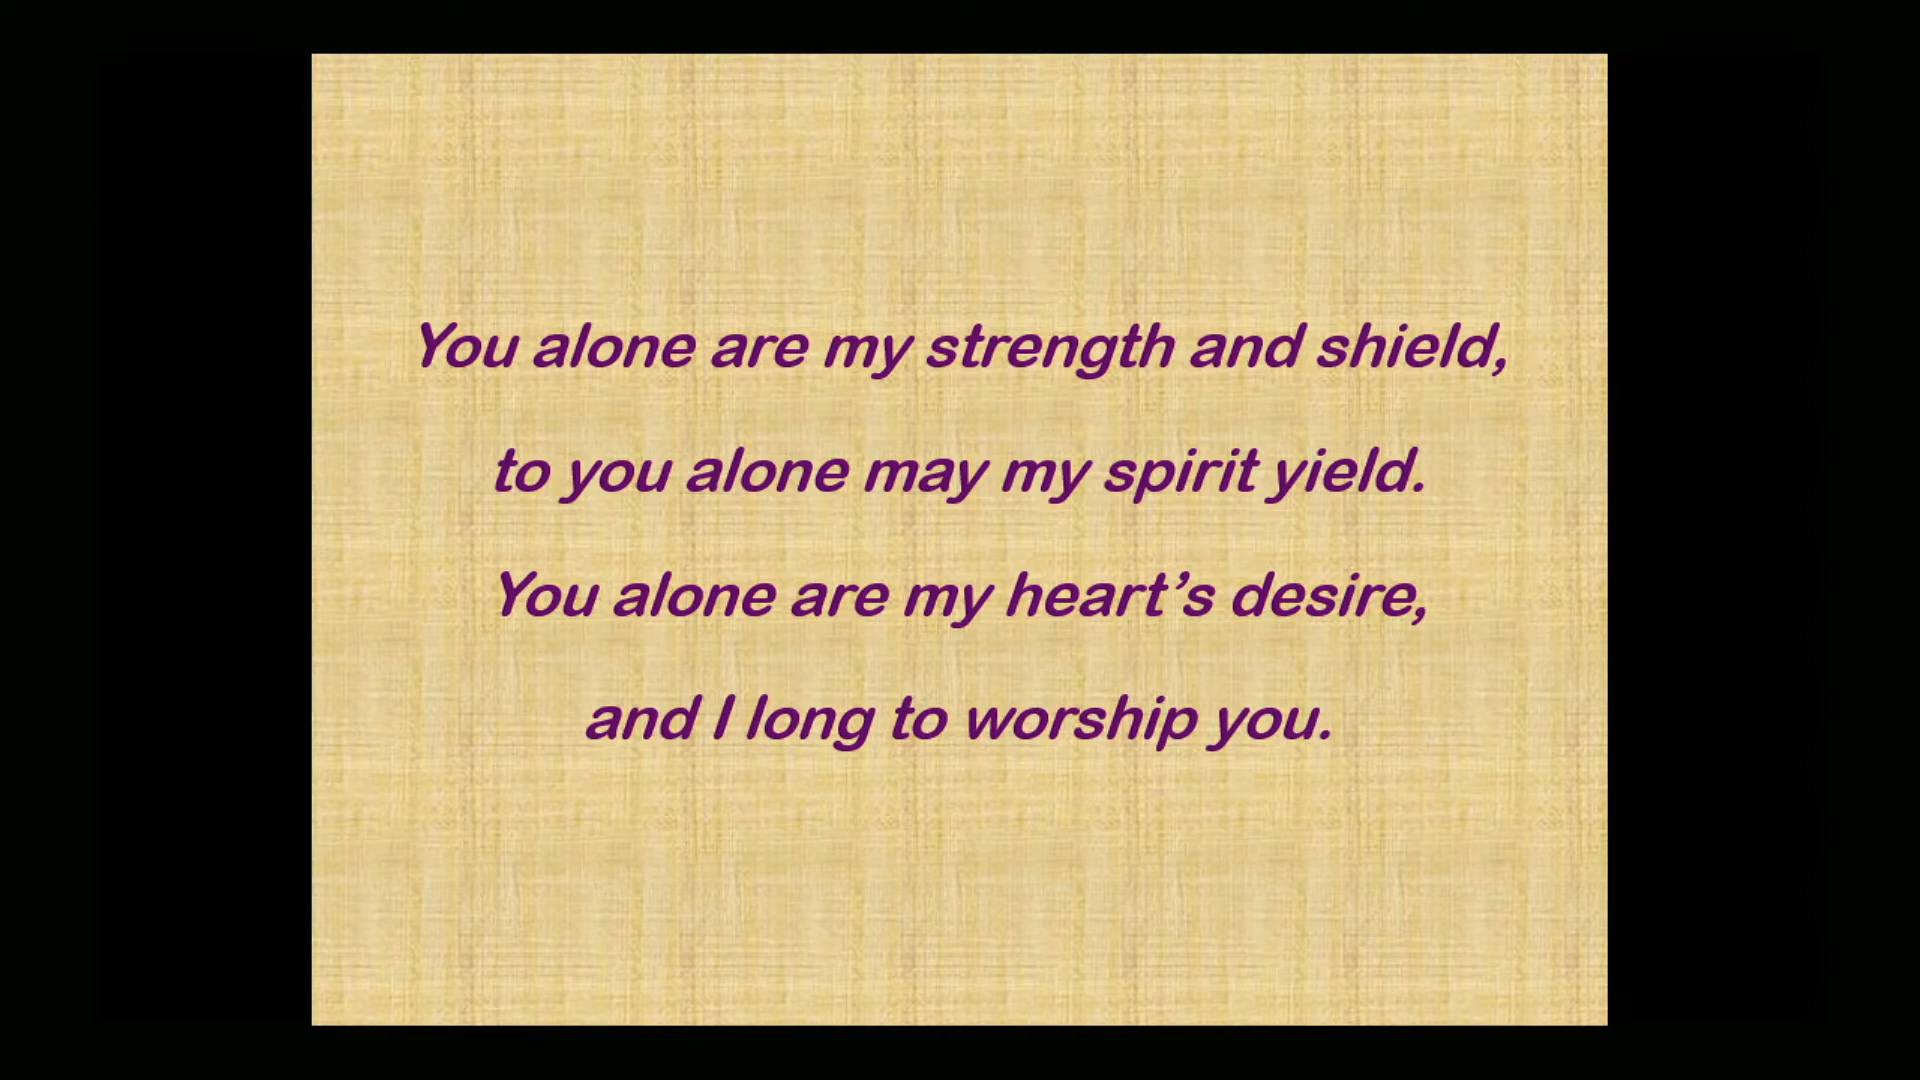 You alone are my strength and shield,
to you alone may my spirit yield.
You alone are my heart’s desire,
and I long to worship you.